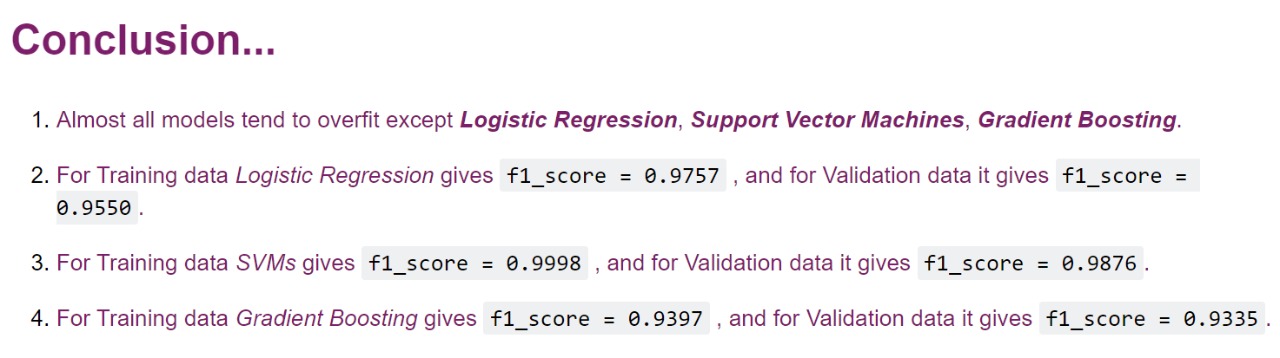 Conclusion...
1. Almost all models tend to overfit except Logistic Regression, Support Vector Machines, Gradient Boosting.
2. For Training data Logistic Regression gives f1_score = 0.9757 , and for Validation data it gives f1_score =
0.9550 .
3. For Training data SVMs gives f1_score = 0.9998 , and for Validation data it gives f1_score = 0.9876 .
4. For Training data Gradient Boosting gives f1_score = 0.9397 , and for Validation data it gives f1_score = 0.9335 .